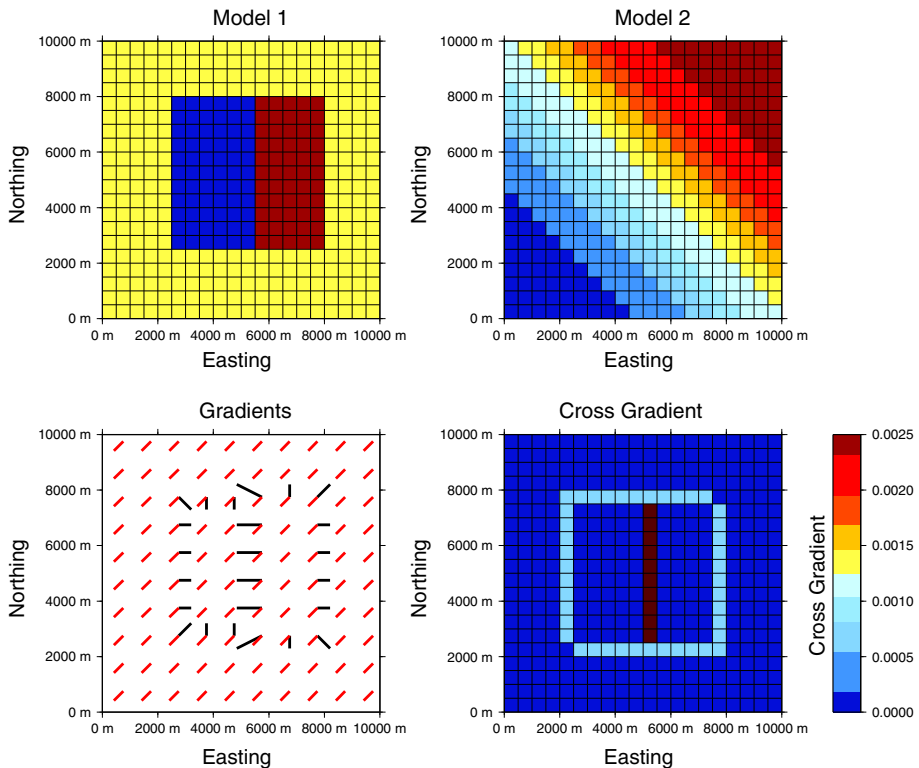 Model 1
10000 m
8000 m
6000 m
4000 m
2000 m
0 m
Northing
0 m 2000 m 4000 m 6000 m 8000 m 10000 m
Easting
Model 2
10000 m
8000 m
6000 m
4000 m
2000 m
0 m
Northing
0 m 2000 m 4000 m 6000 m 8000 m 10000 m
Easting
Gradients
10000 m
8000 m
6000 m
4000 m
2000 m
0 m
Northing
0 m 2000 m 4000 m 6000 m 8000 m 10000 m
Easting
Cross Gradient
10000 m
8000 m
6000 m
4000 m
2000 m
0 m
Northing
0 m 2000 m 4000 m 6000 m 8000 m 10000 m
Easting
Cross Gradient
0.0025
0.0020
0.0015
0.0010
0.0005
0.0000